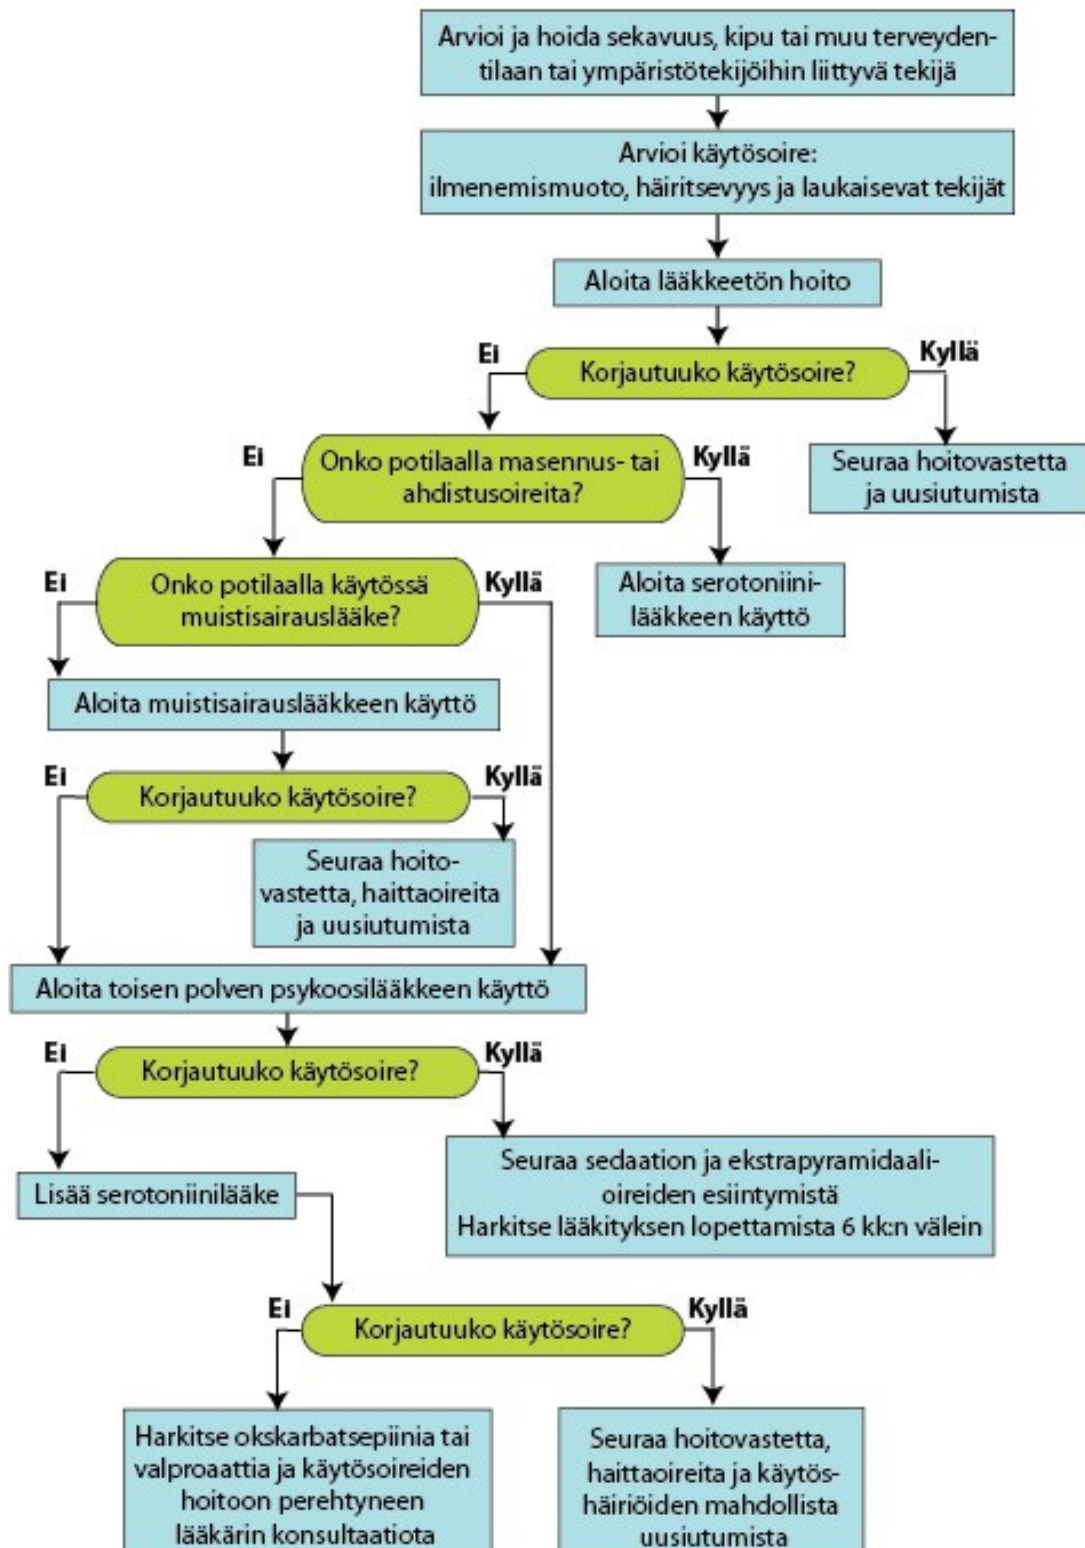 Arvioi ja hoida sekavuus, kipu tai muu terveyden-
tilaan tai ympäristötekijöihin liittyvä tekijä
Arvioi käytösoire:
ilmenemismuoto, häiritsevyys ja laukaisevat tekijät
Aloita lääkkeetön hoito
Ei
Korjautuuko käytösoire?
Kyllä
Ei
Onko potilaalla masennus- tai
ahdistusoireita?
Kyllä
Seuraa hoitovastetta
ja uusiutumista
Ei
Onko potilaalla käytössä
muistisairauslääke?
Kyllä
Aloita serotoniini-
lääkkeen käyttö
Aloita muistisairauslääkkeen käyttö
Ei
Korjautuuko käytösoire?
Kyllä
Seuraa hoito-
vastetta, haittaoireita
ja uusiutumista
Aloita toisen polven psykoosilääkkeen käyttö
Ei
Korjautuuko käytösoire?
Kyllä
Lisää serotoniinilääke
Seuraa sedaation ja ekstrapyramidaali-
oireiden esiintymistä
Harkitse lääkityksen lopettamista 6 kk:n välein
Ei
Korjautuuko käytösoire?
Kyllä
Harkitse okskarbatsepiinia tai
valproaattia ja käytösoireiden
hoitoon perehtyneen
lääkärin konsultaatiota
Seuraa hoitovastetta,
haittaoireita ja käytös-
häiriöiden mahdollista
uusiutumista